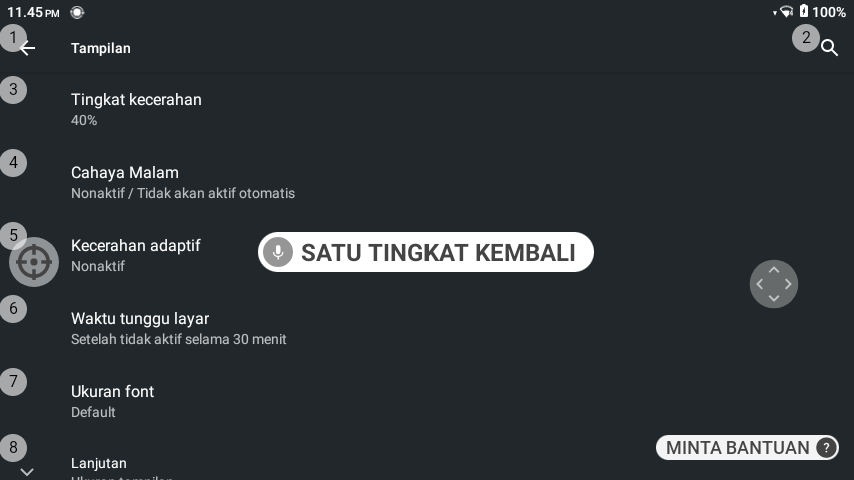 11.45 PM
100%
1
Tampilan
2
3
Tingkat kecerahan
40%
4
Cahaya Malam
Nonaktif / Tidak akan aktif otomatis
5
Kecerahan adaptif
Nonaktif
SATU TINGKAT KEMBALI
6
Waktu tunggu layar
Setelah tidak aktif selama 30 menit
7
Ukuran font
Default
8
Lanjutan
Ukuran tampilan
MINTA BANTUAN ?